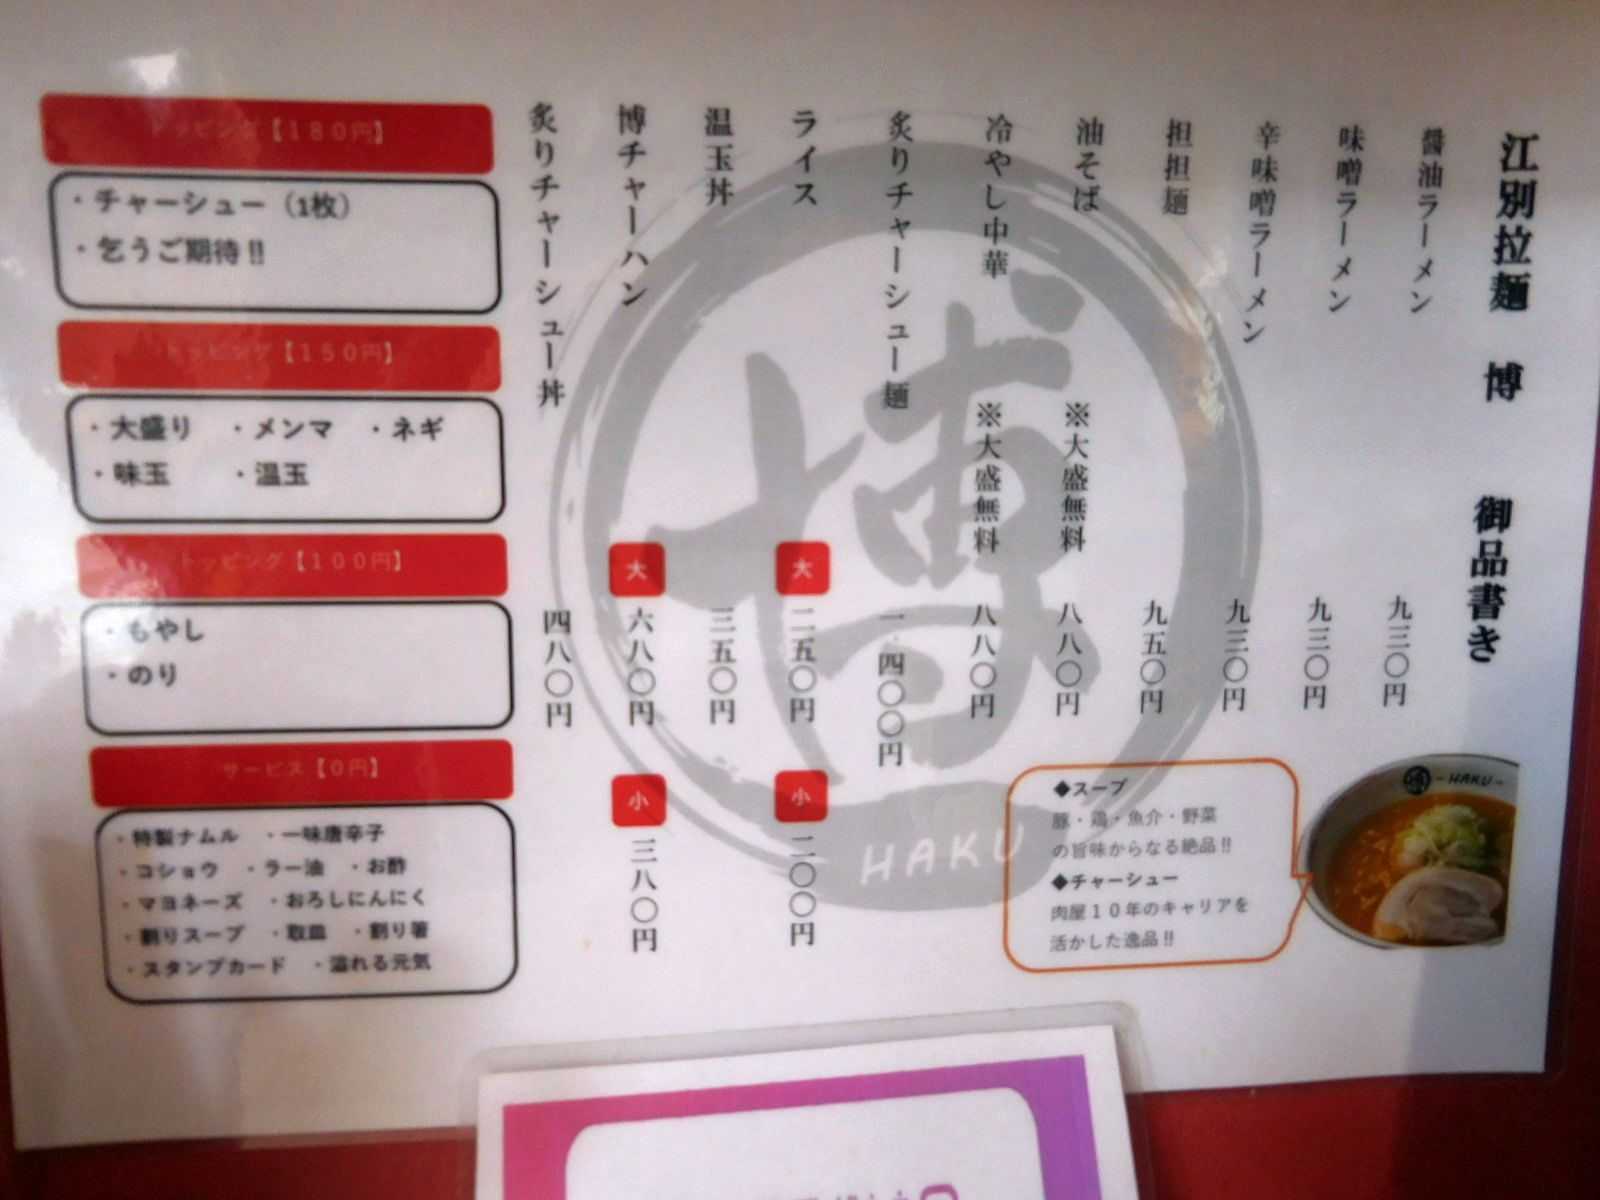 江別拉麺 博 御品書き
醤油ラーメン 九三〇円
味噌ラーメン 九三〇円
辛味噌ラーメン 九三〇円
担担麺 九五〇円
油そば ※大盛無料 八八〇円
冷やし中華 ※大盛無料 八八〇円
炙りチャーシュー麺 一、四〇〇円
ライス 大 二五〇円 小 二〇〇円
温玉丼 三五〇円
博チャーハン 大 六八〇円 小 三八〇円
炙りチャーシュー丼 四八〇円
トッピング【180円】
・チャーシュー（1枚）
・乞うご期待!!
トッピング【150円】
・大盛り ・メンマ ・ネギ
・味玉 ・温玉
トッピング【100円】
・もやし
・のり
サービス【0円】
・特製ナムル ・一味唐辛子
・コショウ ・ラー油 ・お酢
・マヨネーズ ・おろしにんにく
・割りスープ ・取皿 ・割り箸
・スタンプカード ・溢れる元気
◆スープ
豚・鶏・魚介・野菜
の旨味からなる絶品!!
◆チャーシュー
肉屋10年のキャリアを
活かした逸品!!
博 -HAKU-
博
HAKU